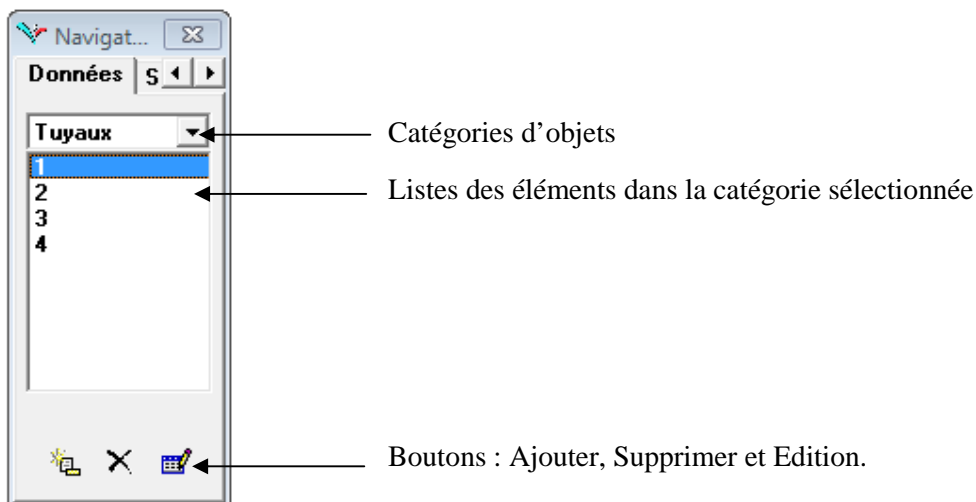 Navigat...
Données S
Tuyaux
Catégories d’objets
1
Listes des éléments dans la catégorie sélectionnée
2
3
4
Boutons : Ajouter, Supprimer et Edition.